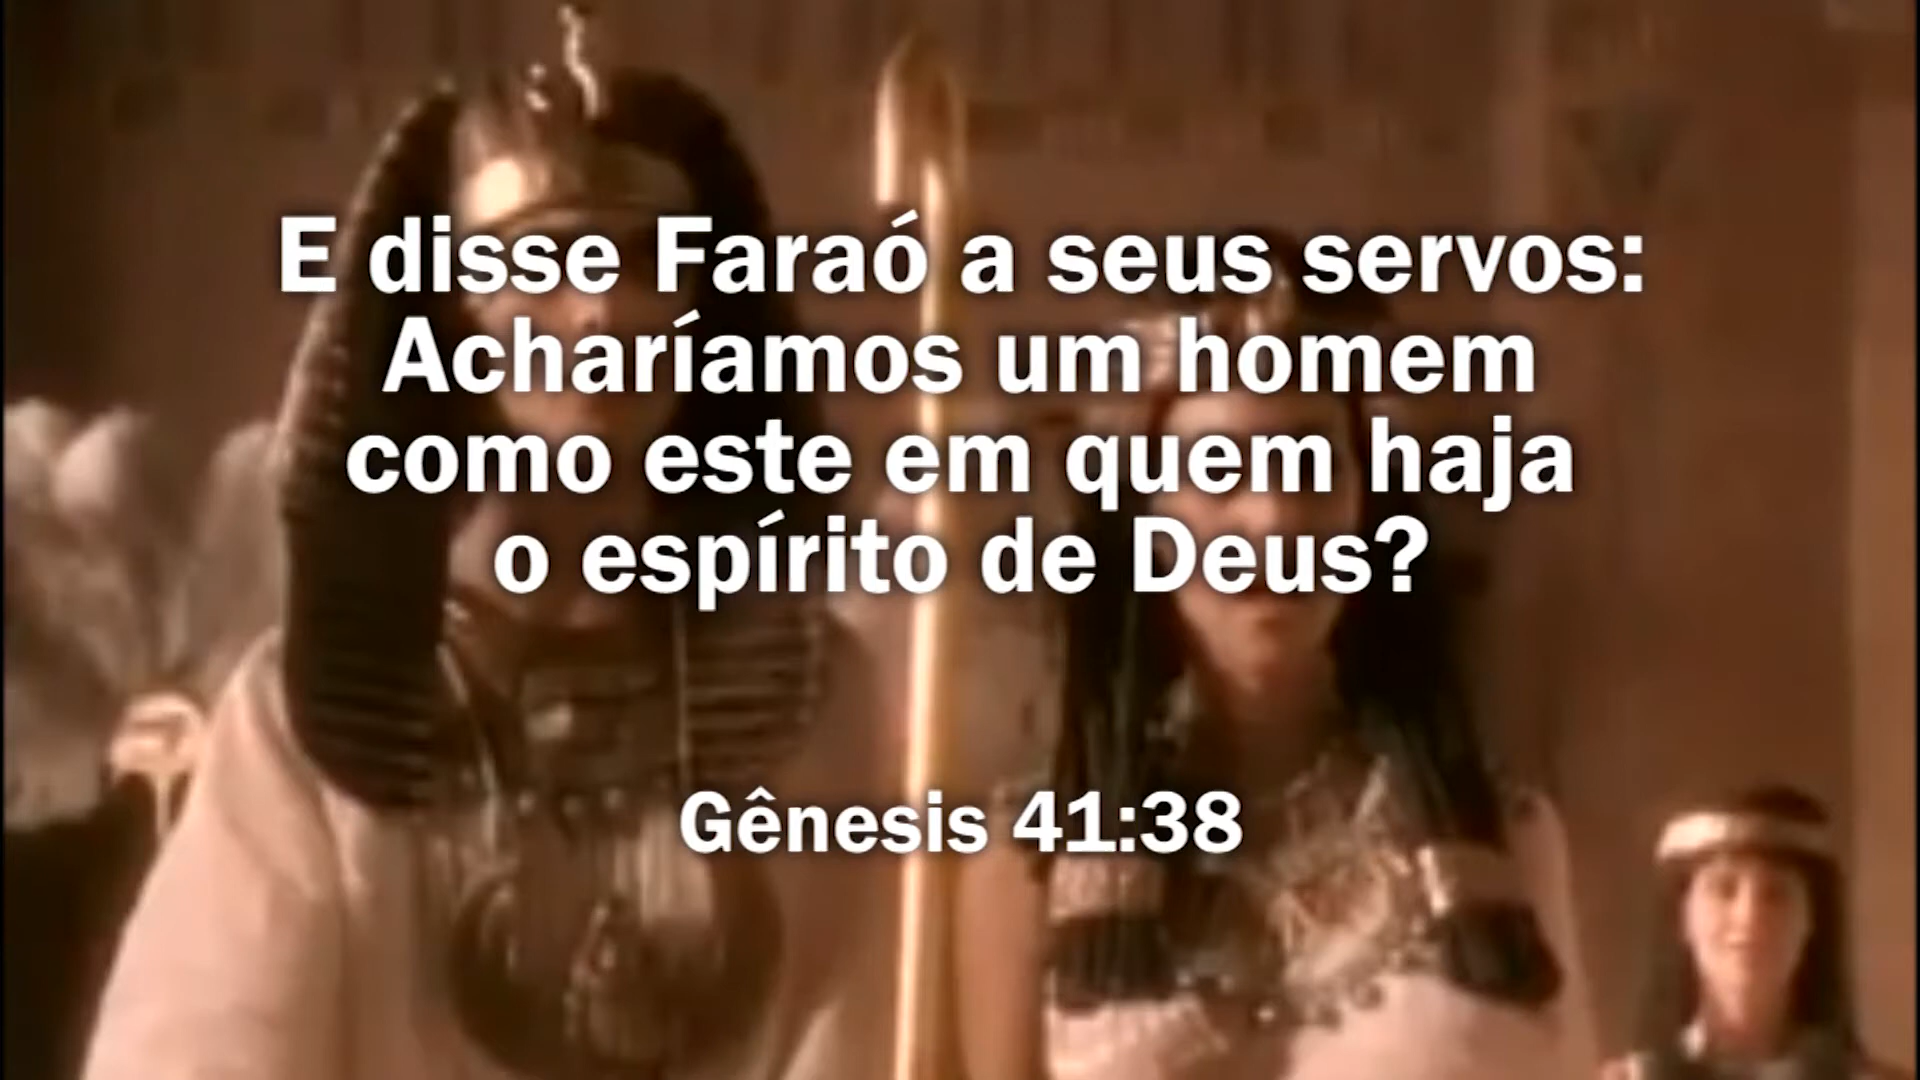 E disse Faraó a seus servos:
Acharíamos um homem
como este em quem haja
o espírito de Deus?
Gênesis 41:38